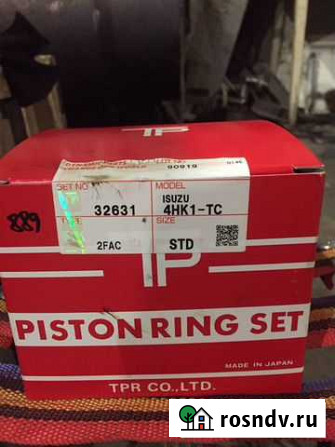 TP
90919
SET NO
MODEL
32631
ISUZU
4HK1-TC
889
SIZE
2FAC
STD
TP
PISTON RING SET
MADE IN JAPAN
TPR CO.,LTD.
rosndv.ru